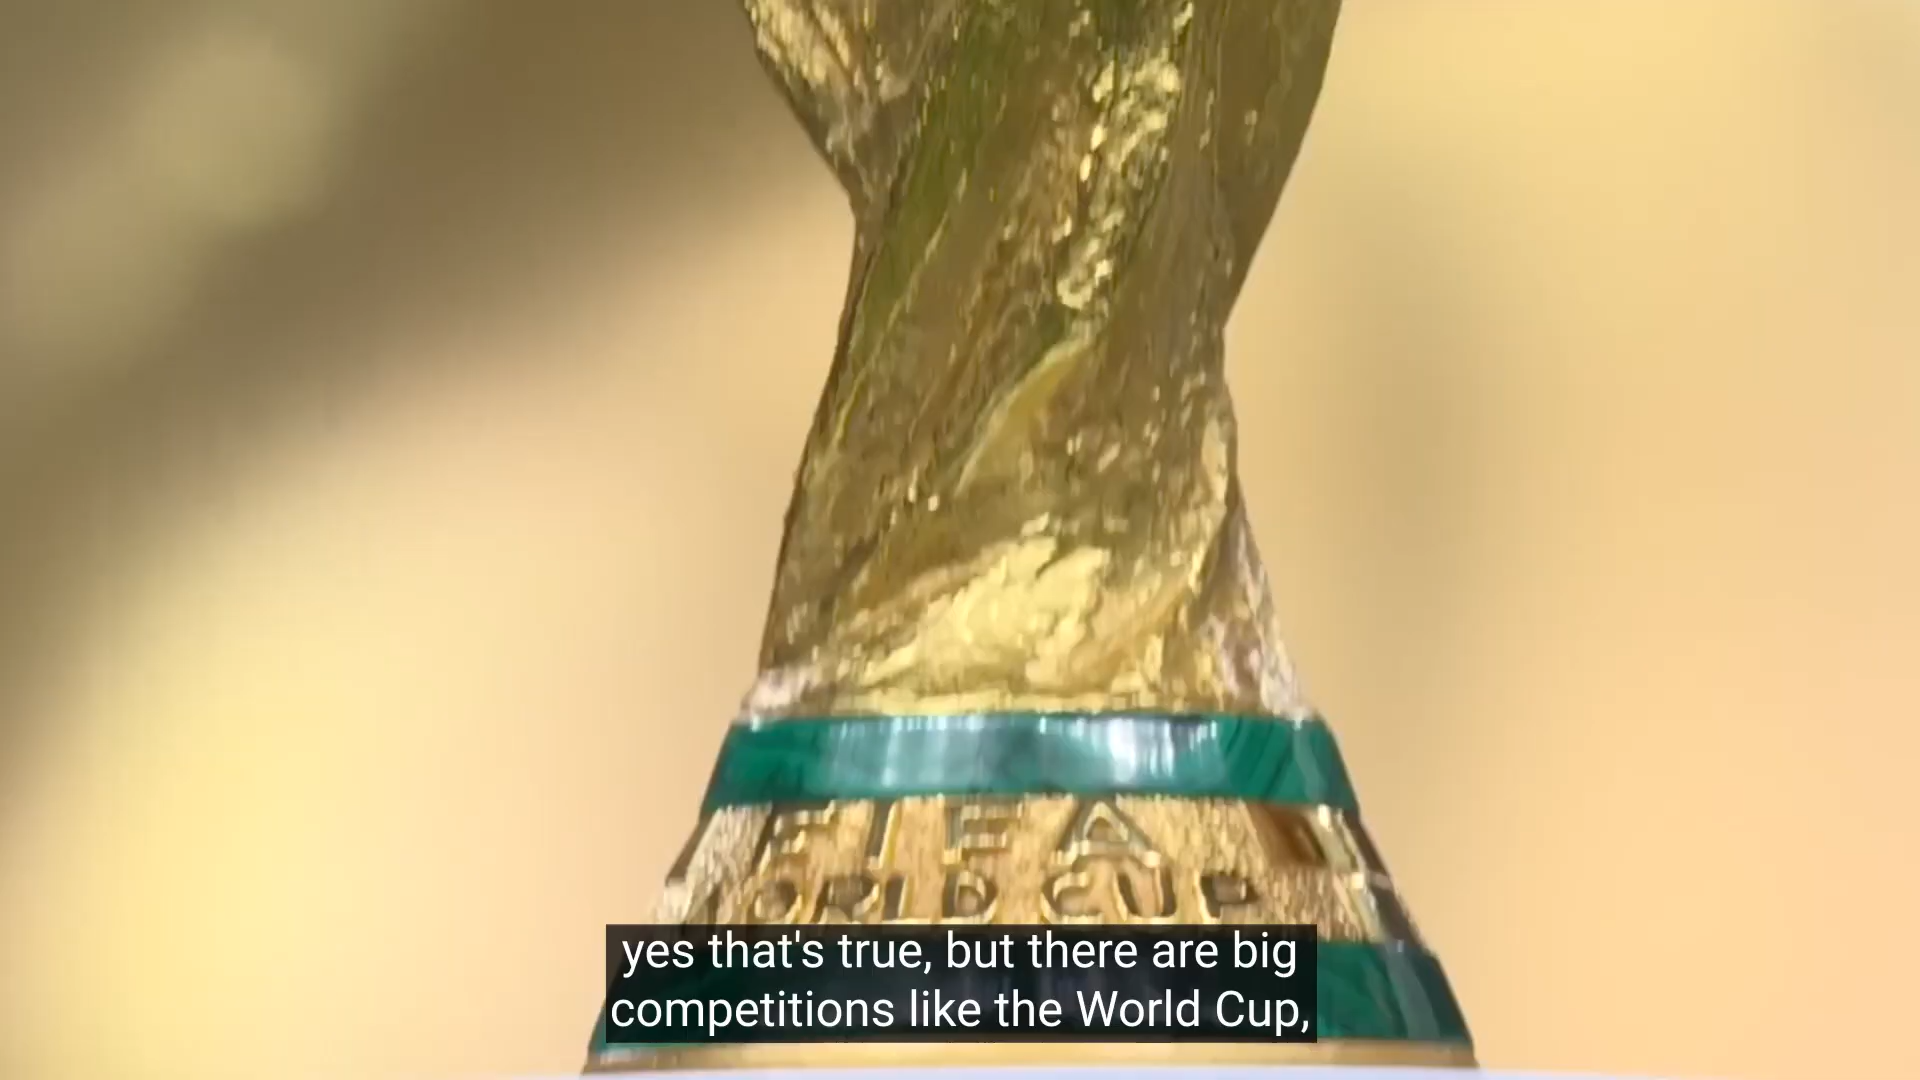 FIFA
WORLD CUP
yes that's true, but there are big
competitions like the World Cup,